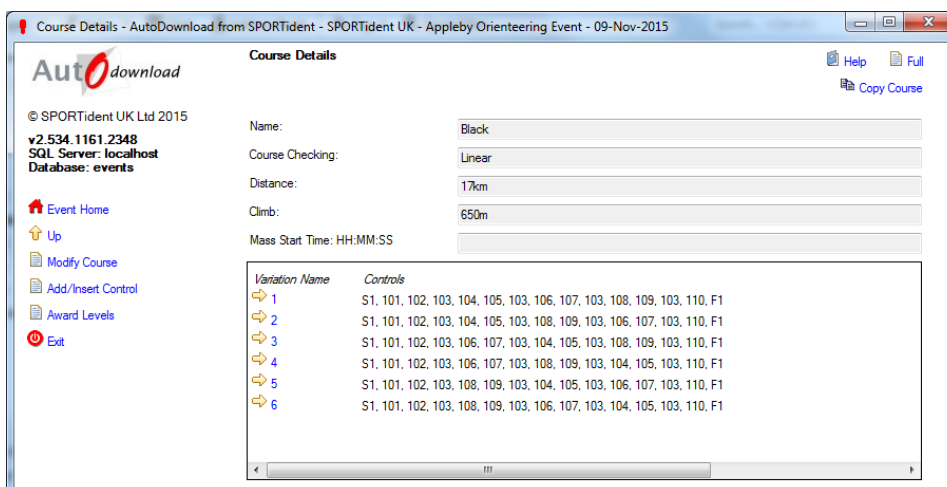 Course Details - AutoDownload from SPORTident - SPORTident UK - Appleby Orienteering Event - 09-Nov-2015
Auto download
Course Details
Help
Full
Copy Course
© SPORTident UK Ltd 2015
v2.534.1161.2348
SQL Server: localhost
Database: events
Event Home
Up
Modify Course
Add/Insert Control
Award Levels
Exit
Name: Black
Course Checking: Linear
Distance: 17km
Climb: 650m
Mass Start Time: HH:MM:SS
Variation Name Controls
1 S1, 101, 102, 103, 104, 105, 103, 106, 107, 103, 108, 109, 103, 110, F1
2 S1, 101, 102, 103, 104, 105, 103, 108, 109, 103, 106, 107, 103, 110, F1
3 S1, 101, 102, 103, 106, 107, 103, 104, 105, 103, 108, 109, 103, 110, F1
4 S1, 101, 102, 103, 106, 107, 103, 108, 109, 103, 104, 105, 103, 110, F1
5 S1, 101, 102, 103, 108, 109, 103, 104, 105, 103, 106, 107, 103, 110, F1
6 S1, 101, 102, 103, 108, 109, 103, 106, 107, 103, 104, 105, 103, 110, F1